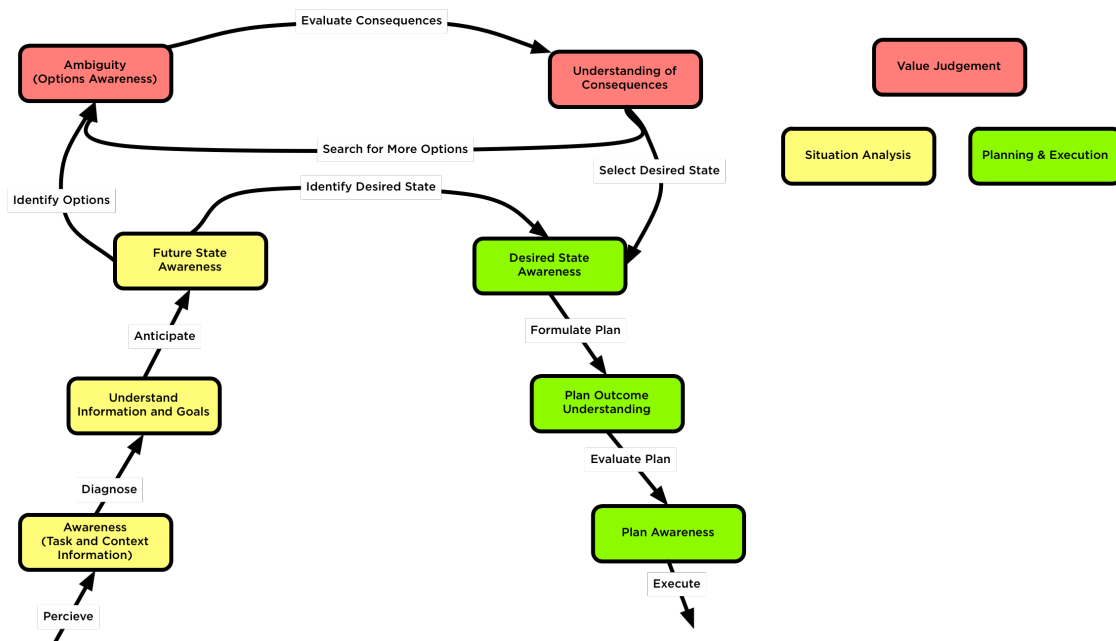 Evaluate Consequences
Ambiguity
(Options Awareness)
Understanding of
Consequences
Value Judgement
Search for More Options
Situation Analysis
Planning & Execution
Select Desired State
Identify Desired State
Identify Options
Future State
Awareness
Desired State
Awareness
Anticipate
Formulate Plan
Understand
Information and Goals
Plan Outcome
Understanding
Evaluate Plan
Diagnose
Awareness
(Task and Context
Information)
Plan Awareness
Execute
Percieve